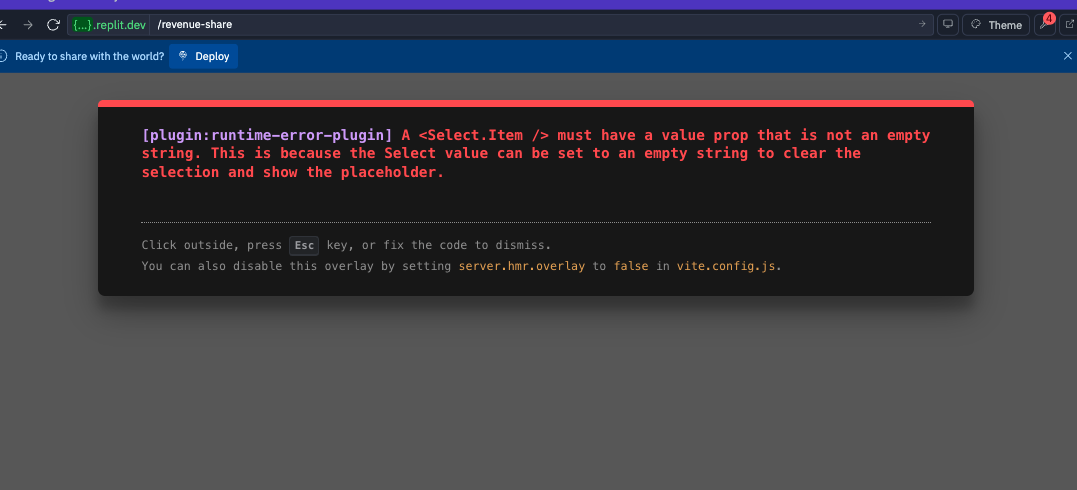 {...}.replit.dev /revenue-share
Theme
4
Ready to share with the world? Deploy
[plugin:runtime-error-plugin] A <Select.Item /> must have a value prop that is not an empty
string. This is because the Select value can be set to an empty string to clear the
selection and show the placeholder.
Click outside, press Esc key, or fix the code to dismiss.
You can also disable this overlay by setting server.hmr.overlay to false in vite.config.js.